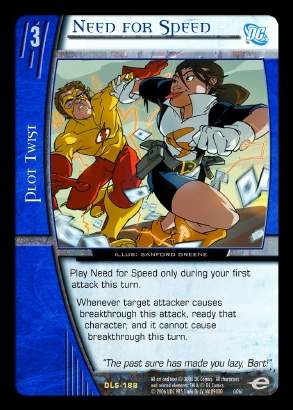 3
NEED FOR SPEED
DC
PLOT TWIST
ILLUS: SANFORD GREENE
Play Need for Speed only during your first
attack this turn.
Whenever target attacker causes
breakthrough this attack, ready that
character, and it cannot cause
breakthrough this turn.
"The past sure has made you lazy, Bart!"
DLS-188